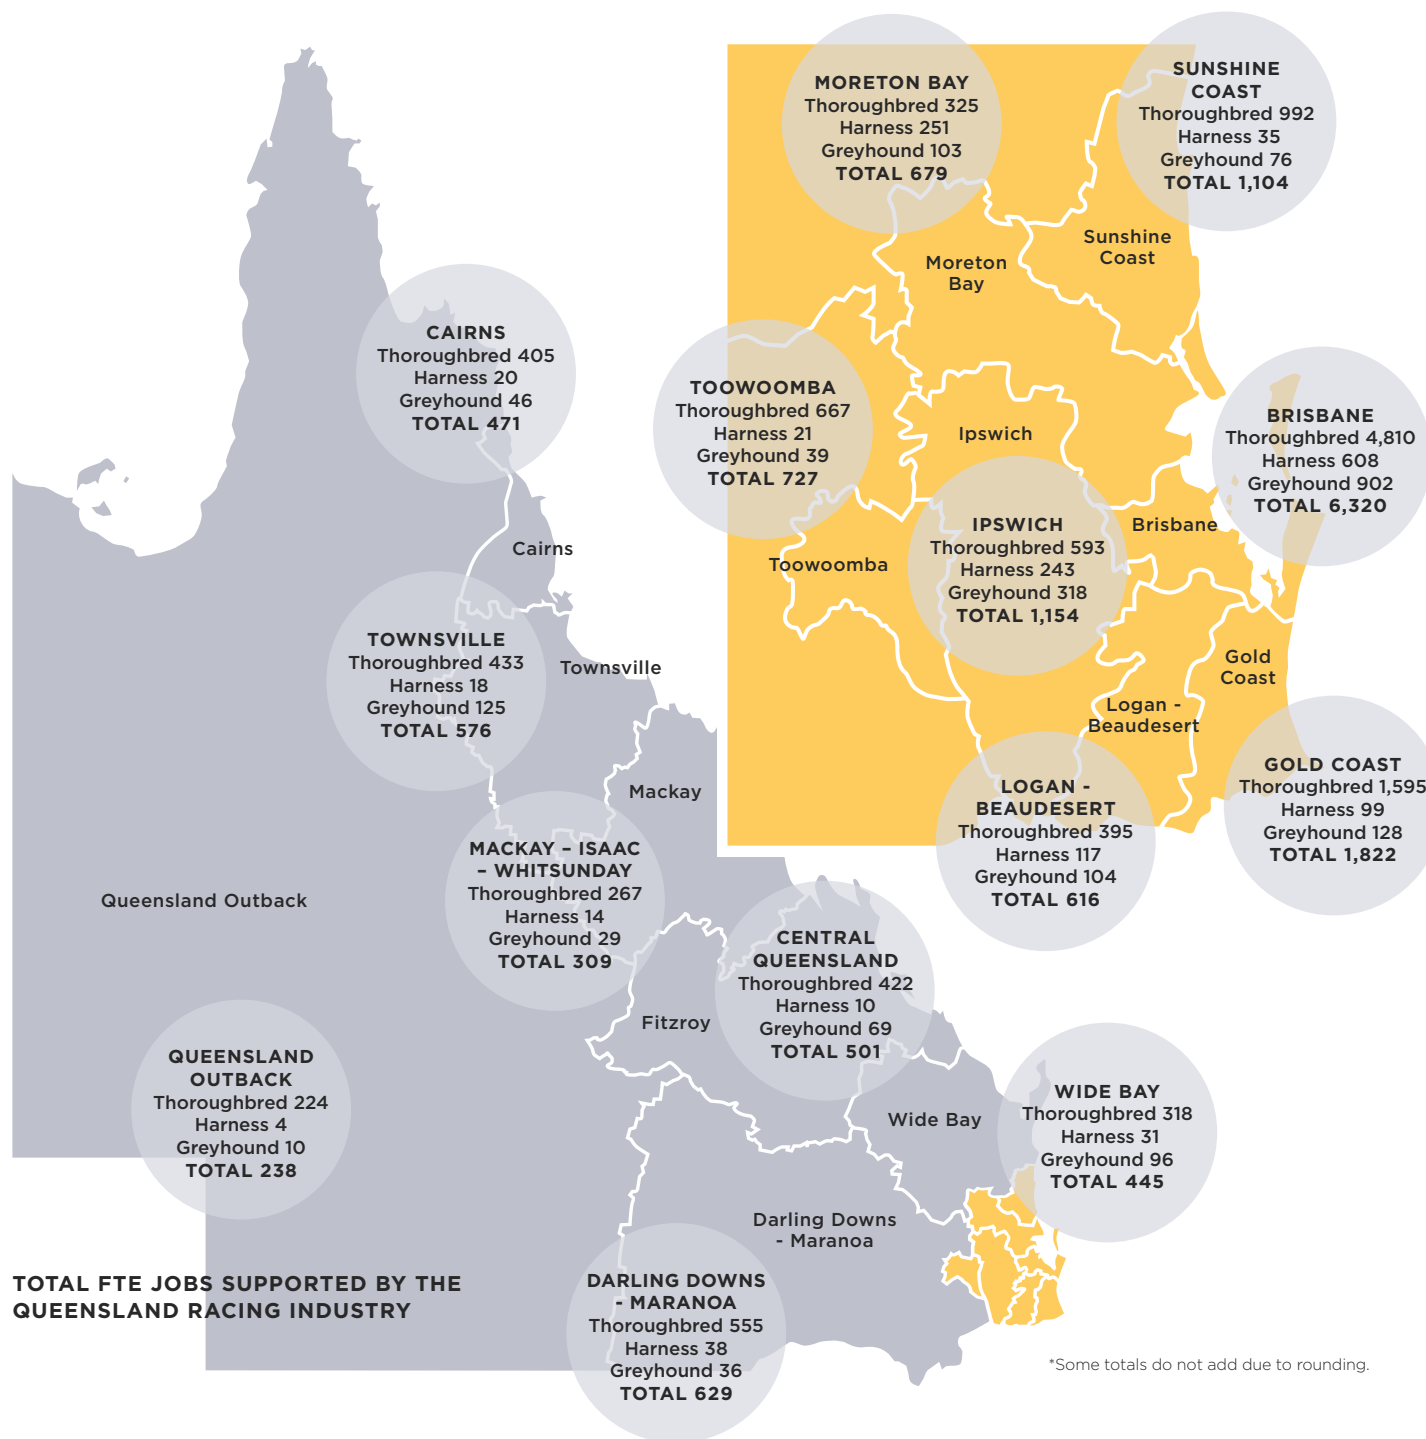 MORETON BAY
Thoroughbred 325
Harness 251
Greyhound 103
TOTAL 679
SUNSHINE
COAST
Thoroughbred 992
Harness 35
Greyhound 76
TOTAL 1,104
Sunshine
Coast
Moreton
Bay
CAIRNS
Thoroughbred 405
Harness 20
Greyhound 46
TOTAL 471
TOOWOOMBA
Thoroughbred 667
Harness 21
Greyhound 39
TOTAL 727
Ipswich
BRISBANE
Thoroughbred 4,810
Harness 608
Greyhound 902
TOTAL 6,320
IPSWICH
Thoroughbred 593
Harness 243
Greyhound 318
TOTAL 1,154
Brisbane
Cairns
Toowoomba
TOWNSVILLE
Thoroughbred 433
Harness 18
Greyhound 125
TOTAL 576
Townsville
Gold
Coast
Logan -
Beaudesert
GOLD COAST
Thoroughbred 1,595
Harness 99
Greyhound 128
TOTAL 1,822
Mackay
LOGAN -
BEAUDESERT
Thoroughbred 395
Harness 117
Greyhound 104
TOTAL 616
MACKAY – ISAAC
– WHITSUNDAY
Thoroughbred 267
Harness 14
Greyhound 29
TOTAL 309
Queensland Outback
CENTRAL
QUEENSLAND
Thoroughbred 422
Harness 10
Greyhound 69
TOTAL 501
Fitzroy
QUEENSLAND
OUTBACK
Thoroughbred 224
Harness 4
Greyhound 10
TOTAL 238
WIDE BAY
Thoroughbred 318
Harness 31
Greyhound 96
TOTAL 445
Wide Bay
Darling Downs
- Maranoa
TOTAL FTE JOBS SUPPORTED BY THE
QUEENSLAND RACING INDUSTRY
DARLING DOWNS
- MARANOA
Thoroughbred 555
Harness 38
Greyhound 36
TOTAL 629
*Some totals do not add due to rounding.